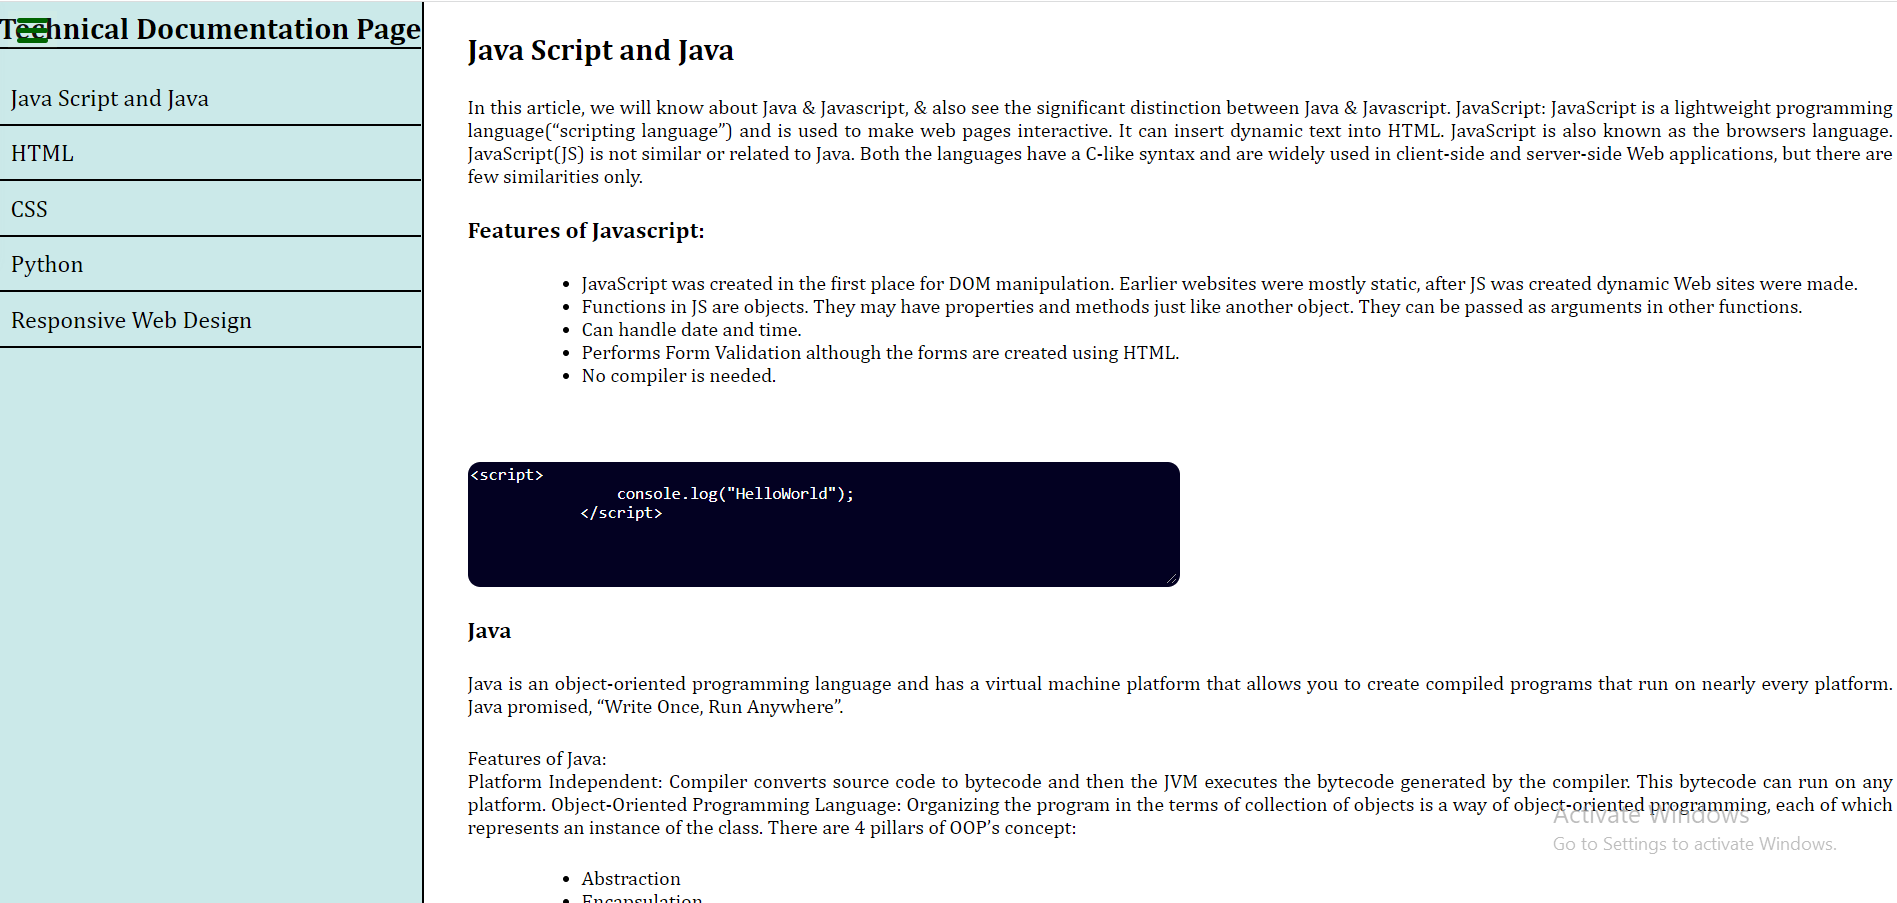 Technical Documentation Page
Java Script and Java
HTML
CSS
Python
Responsive Web Design
Java Script and Java
In this article, we will know about Java & Javascript, & also see the significant distinction between Java & Javascript. JavaScript: JavaScript is a lightweight programming
language(“scripting language”) and is used to make web pages interactive. It can insert dynamic text into HTML. JavaScript is also known as the browsers language.
JavaScript(JS) is not similar or related to Java. Both the languages have a C-like syntax and are widely used in client-side and server-side Web applications, but there are
few similarities only.
Features of Javascript:
• JavaScript was created in the first place for DOM manipulation. Earlier websites were mostly static, after JS was created dynamic Web sites were made.
• Functions in JS are objects. They may have properties and methods just like another object. They can be passed as arguments in other functions.
• Can handle date and time.
• Performs Form Validation although the forms are created using HTML.
• No compiler is needed.
<script>
console.log("HelloWorld");
</script>
Java
Java is an object-oriented programming language and has a virtual machine platform that allows you to create compiled programs that run on nearly every platform.
Java promised, “Write Once, Run Anywhere”.
Features of Java:
Platform Independent: Compiler converts source code to bytecode and then the JVM executes the bytecode generated by the compiler. This bytecode can run on any
platform. Object-Oriented Programming Language: Organizing the program in the terms of collection of objects is a way of object-oriented programming, each of which
represents an instance of the class. There are 4 pillars of OOP’s concept:
• Abstraction
• Encapsulation
Activate Windows
Go to Settings to activate Windows.